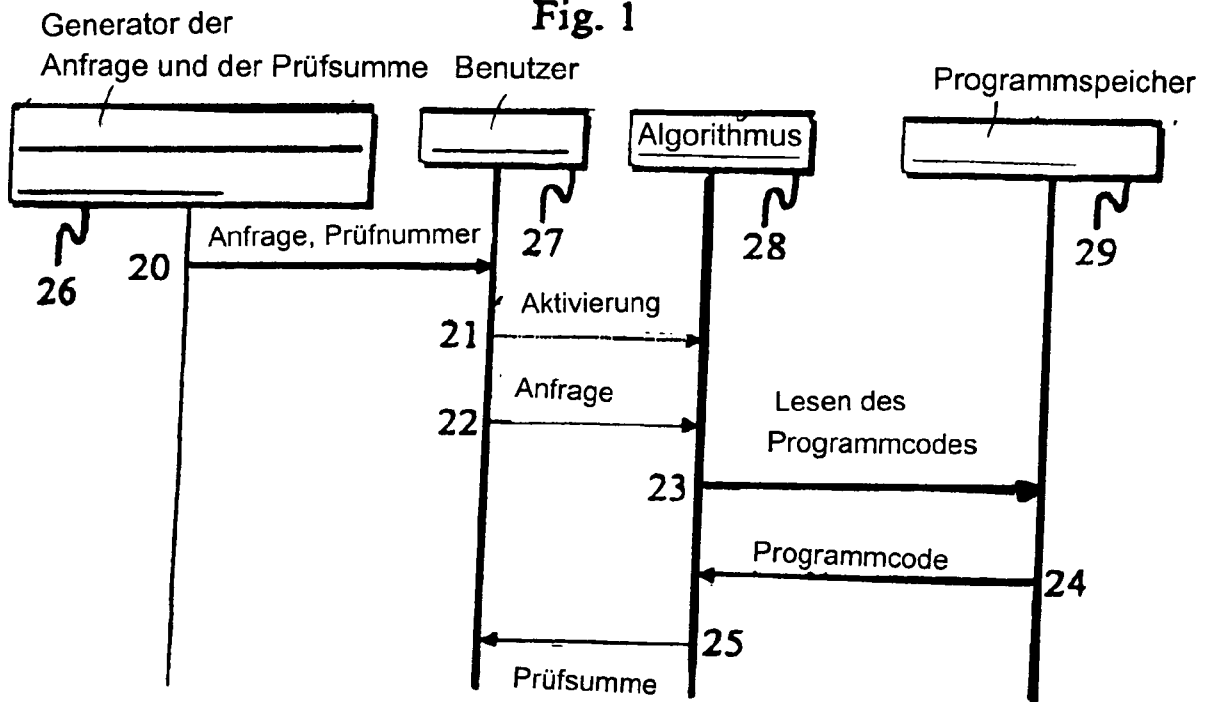 Fig. 1
Generator der
Anfrage und der Prüfsumme
Benutzer
Programmspeicher
Algorithmus
26
20
Anfrage, Prüfnummer
27
28
29
Aktivierung
21
Anfrage
22
Lesen des
Programmcodes
23
Programmcode
24
25
Prüfsumme